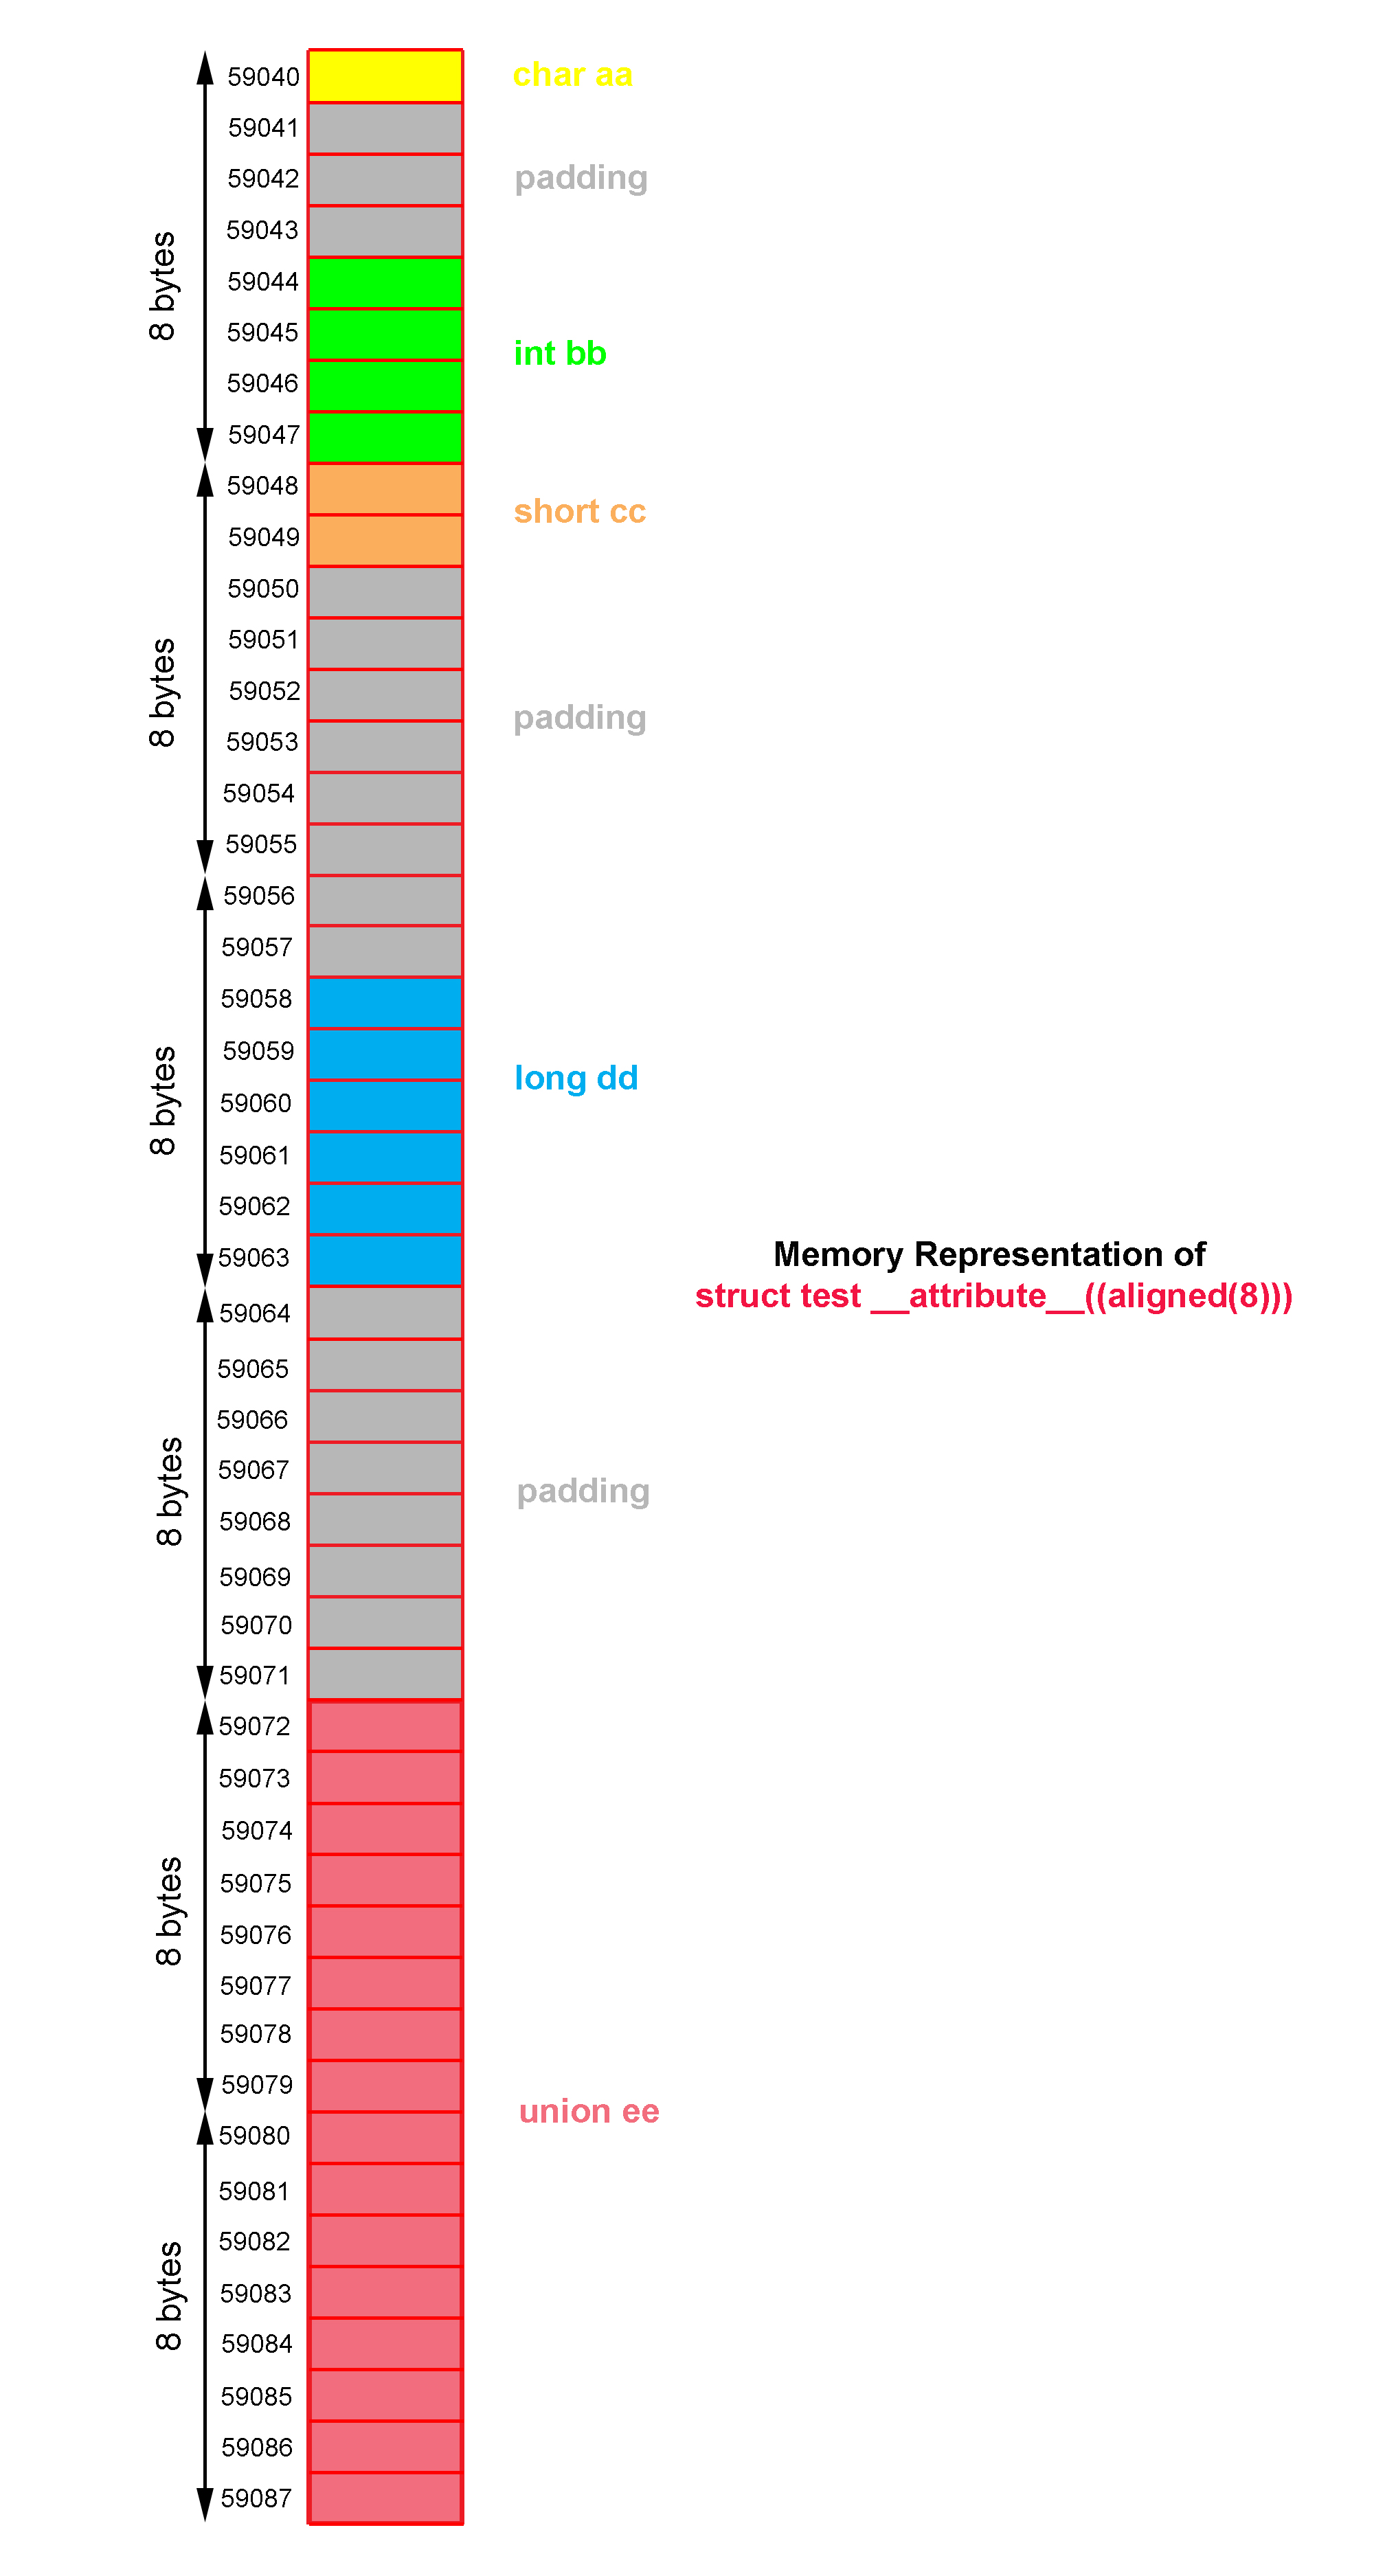 59040 char aa
59041
59042 padding
59043
8 bytes
59044
59045
int bb
59046
59047
59048
short cc
59049
59050
59051
8 bytes
59052
padding
59053
59054
59055
59056
59057
59058
59059
long dd
8 bytes
59060
59061
59062
59063
Memory Representation of
struct test __attribute__((aligned(8)))
59064
59065
59066
59067
padding
8 bytes
59068
59069
59070
59071
59072
59073
59074
59075
8 bytes
59076
59077
59078
59079
union ee
59080
59081
59082
8 bytes
59083
59084
59085
59086
59087